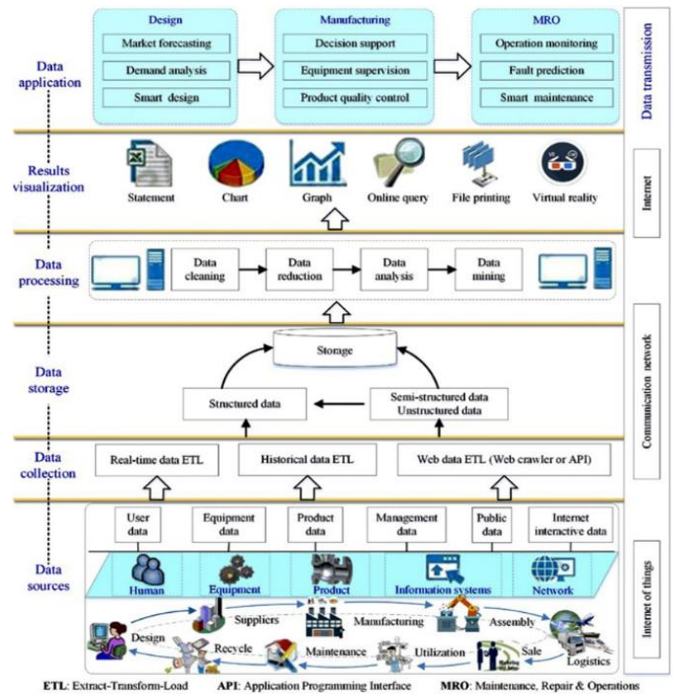 Design
Manufacturing
MRO
Data
application
Market forecasting
Decision support
Operation monitoring
Demand analysis
Equipment supervision
Fault prediction
Smart design
Product quality control
Smart maintenance
Data transmission
Results
visualization
Statement
Chart
Graph
Online query
File printing
Virtual reality
Internet
Data
processing
Data
cleaning
Data
reduction
Data
analysis
Data
mining
Data
storage
Storage
Structured data
Semi-structured data
Unstructured data
Communication network
Data
collection
Real-time data ETL
Historical data ETL
Web data ETL (Web crawler or API)
Data
sources
User
data
Equipment
data
Product
data
Management
data
Public
data
Internet
interactive data
Human
Equipment
Product
Information systems
Network
Internet of things
Design
Suppliers
Manufacturing
Assembly
Logistics
Recycle
Maintenance
Utilization
Sale
ETL: Extract-Transform-Load
API: Application Programming Interface
MRO: Maintenance, Repair & Operations